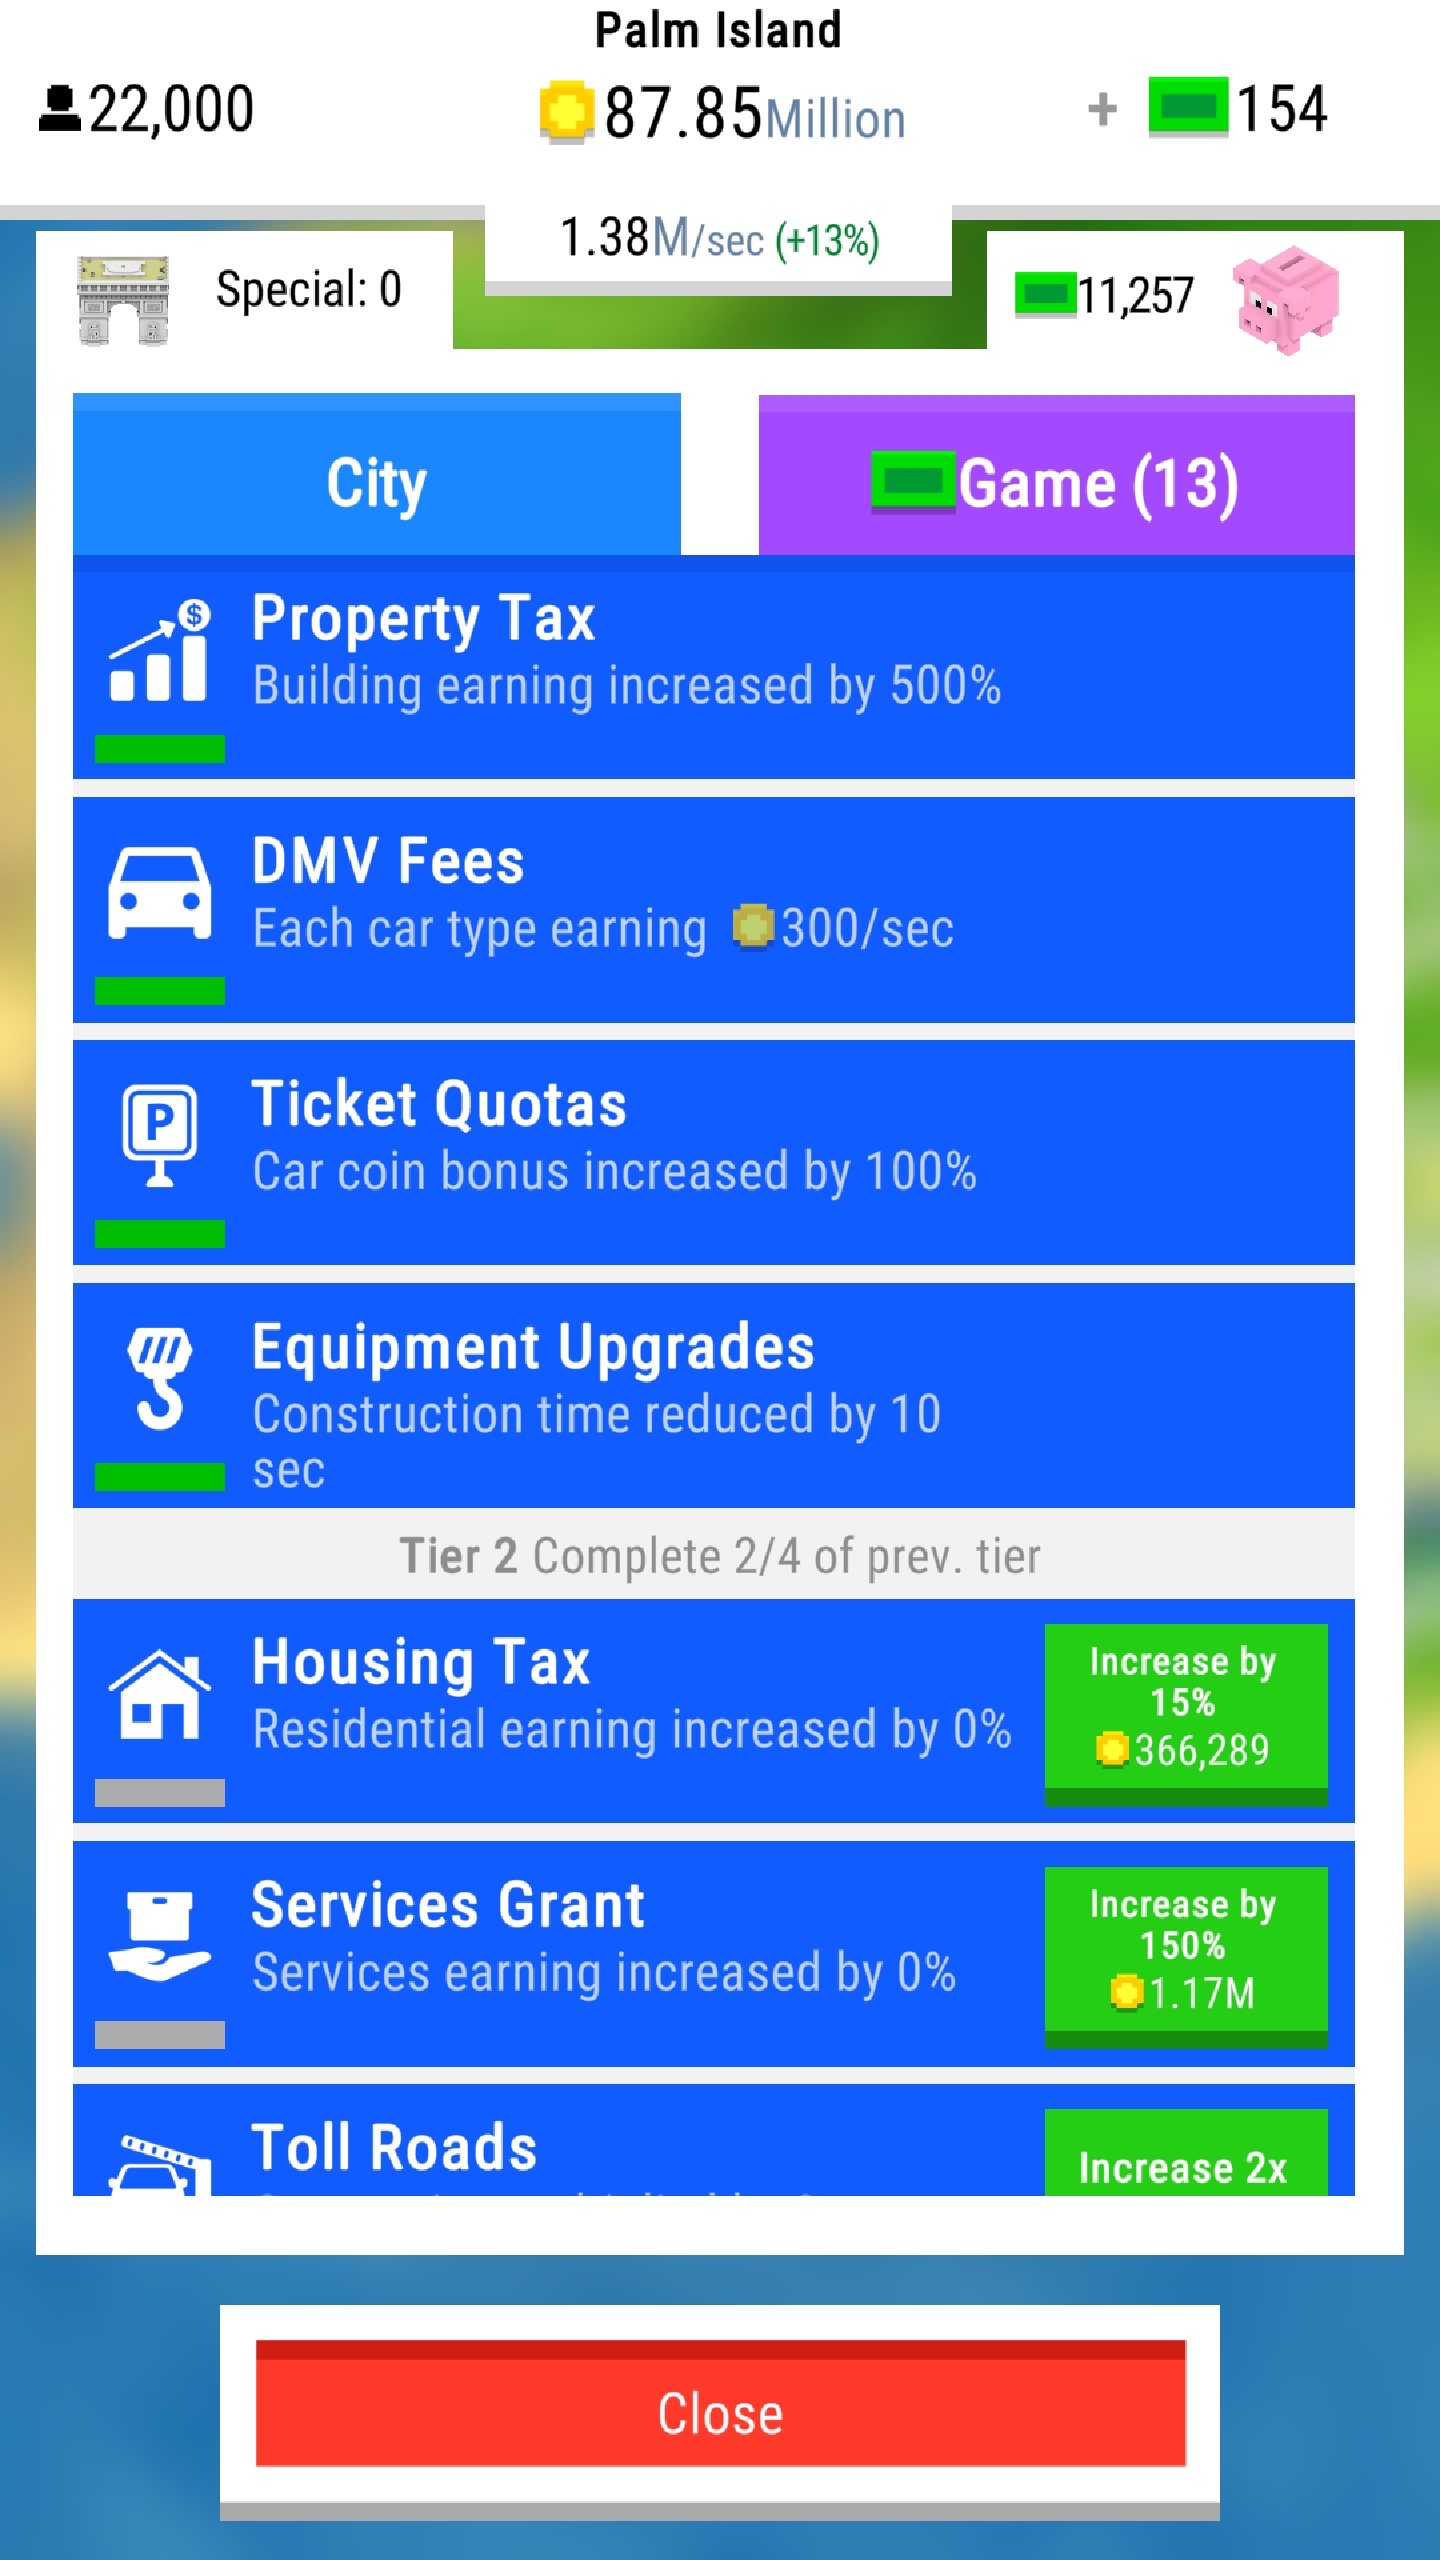 Palm Island
22,000
87.85Million
+ 154
1.38M/sec (+13%)
Special: 0
11,257
City
Game (13)
$
Property Tax
Building earning increased by 500%
DMV Fees
Each car type earning 300/sec
P
Ticket Quotas
Car coin bonus increased by 100%
Equipment Upgrades
Construction time reduced by 10
sec
Tier 2 Complete 2/4 of prev. tier
Housing Tax
Residential earning increased by 0%
Increase by
15%
366,289
Services Grant
Services earning increased by 0%
Increase by
150%
1.17M
Toll Roads
Increase 2x
Close